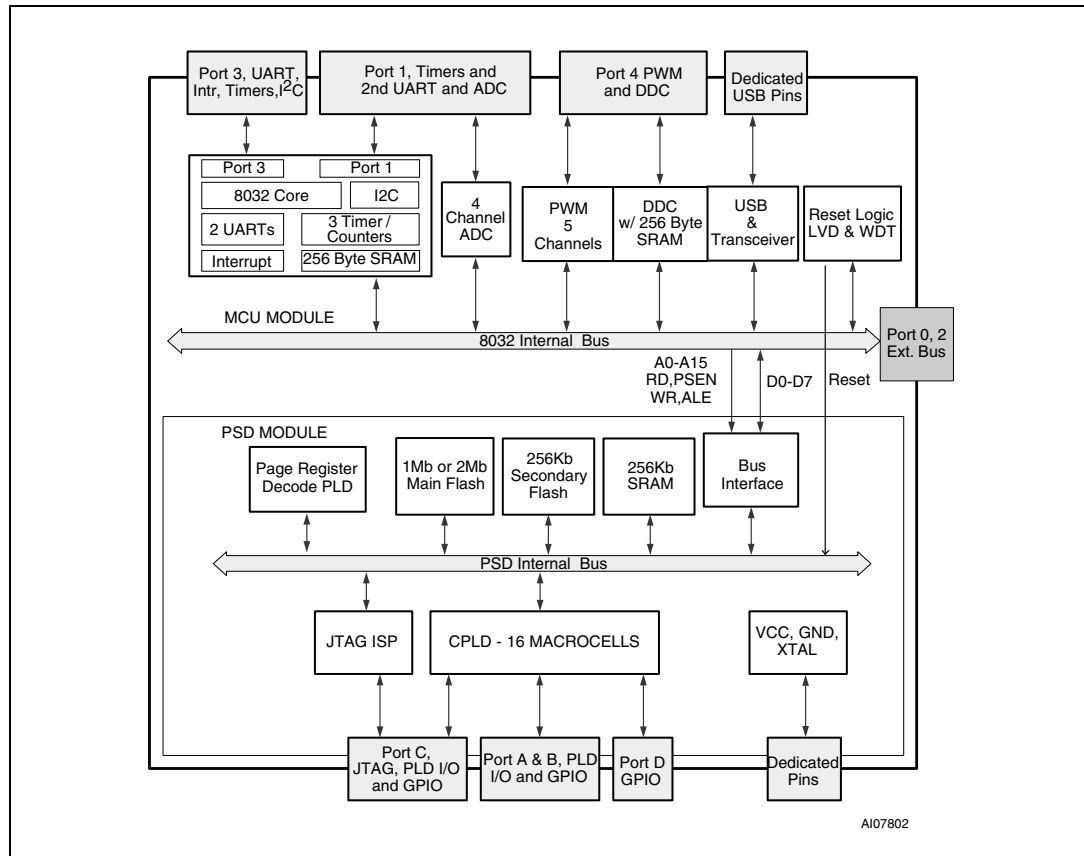 Port 3, UART,
Intr, Timers,I²C
Port 1, Timers and
2nd UART and ADC
Port 4 PWM
and DDC
Dedicated
USB Pins
Port 3
Port 1
8032 Core
I2C
2 UARTs
3 Timer /
Counters
Interrupt
256 Byte SRAM
4
Channel
ADC
PWM
5
Channels
DDC
w/ 256 Byte
SRAM
USB
&
Transceiver
Reset Logic
LVD & WDT
MCU MODULE
8032 Internal Bus
Port 0, 2
Ext. Bus
A0-A15
RD,PSEN
WR,ALE
D0-D7
Reset
PSD MODULE
Page Register
Decode PLD
1Mb or 2Mb
Main Flash
256Kb
Secondary
Flash
256Kb
SRAM
Bus
Interface
PSD Internal Bus
JTAG ISP
CPLD - 16 MACROCELLS
VCC, GND,
XTAL
Port C,
JTAG, PLD I/O
and GPIO
Port A & B, PLD
I/O and GPIO
Port D
GPIO
Dedicated
Pins
AI07802